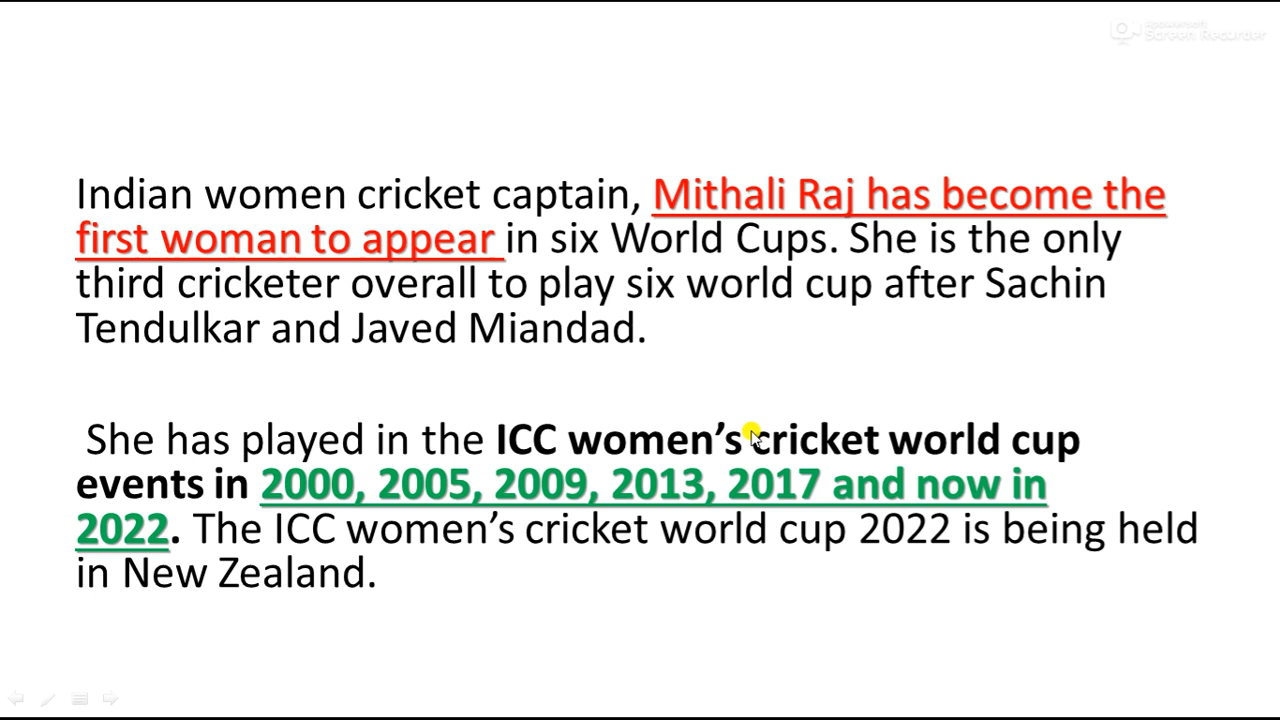 Apowersoft
Screen Recorder
Indian women cricket captain, Mithali Raj has become the
first woman to appear in six World Cups. She is the only
third cricketer overall to play six world cup after Sachin
Tendulkar and Javed Miandad.
She has played in the ICC women’s cricket world cup
events in 2000, 2005, 2009, 2013, 2017 and now in
2022. The ICC women’s cricket world cup 2022 is being held
in New Zealand.